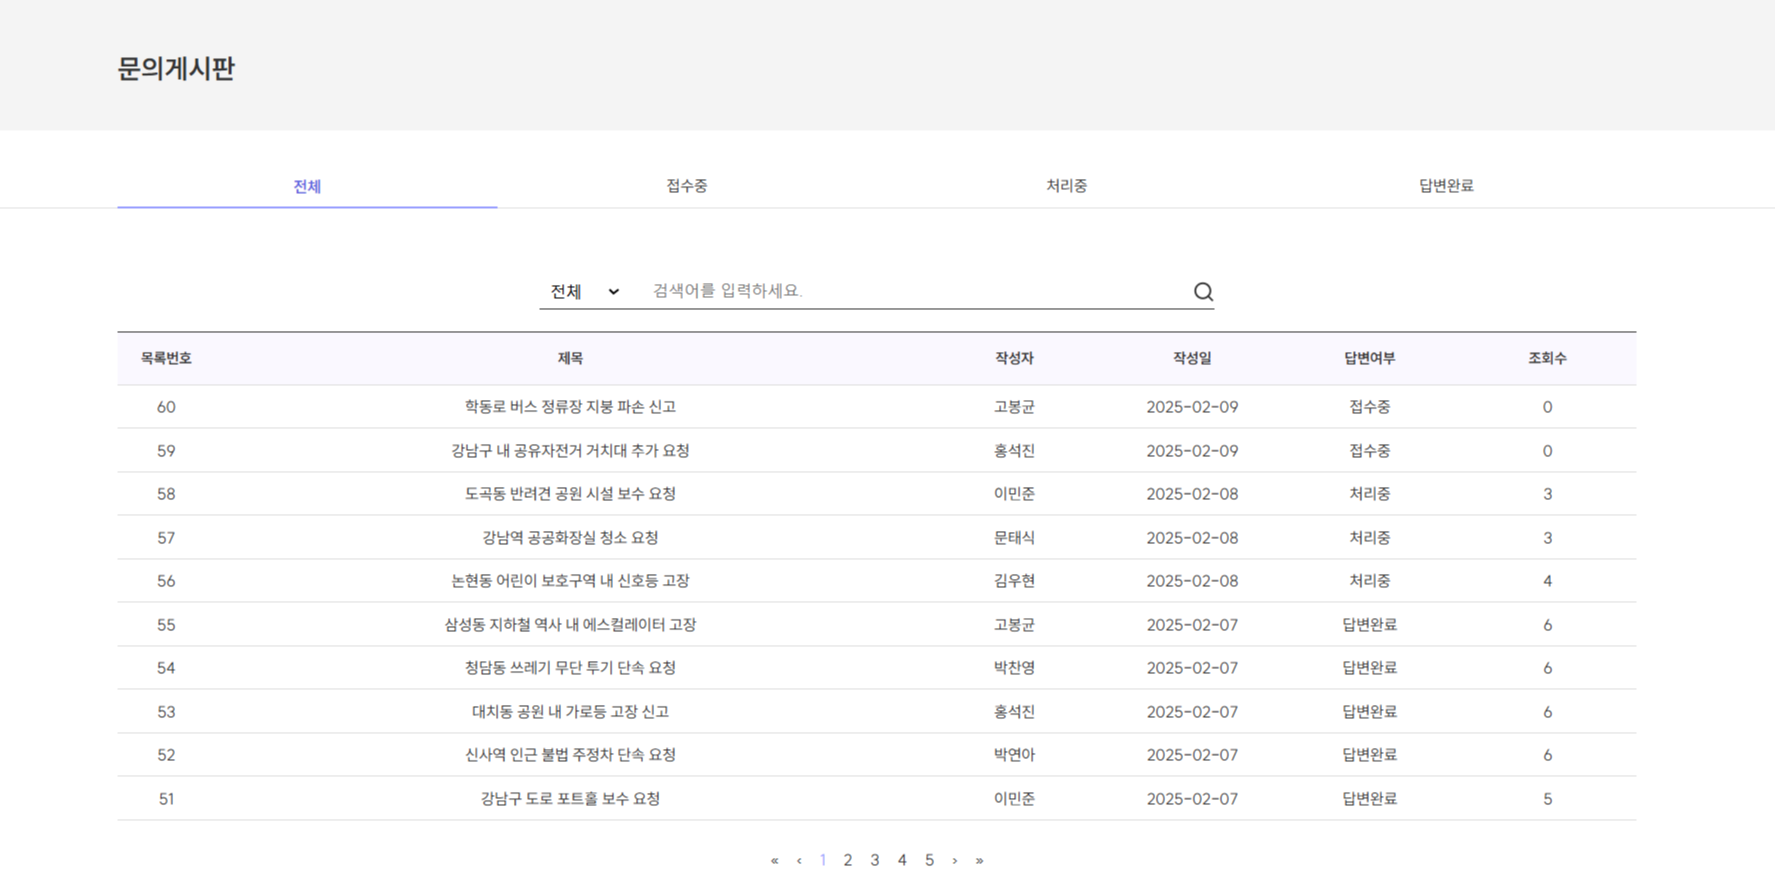 문의게시판
전체 접수중 처리중 답변완료
전체 검색어를 입력하세요.
목록번호 제목 작성자 작성일 답변여부 조회수
60 학동로 버스 정류장 지붕 파손 신고 고봉균 2025-02-09 접수중 0
59 강남구 내 공유자전거 거치대 추가 요청 홍석진 2025-02-09 접수중 0
58 도곡동 반려견 공원 시설 보수 요청 이민준 2025-02-08 처리중 3
57 강남역 공공화장실 청소 요청 문태식 2025-02-08 처리중 3
56 논현동 어린이 보호구역 내 신호등 고장 김우현 2025-02-08 처리중 4
55 삼성동 지하철 역사 내 에스컬레이터 고장 고봉균 2025-02-07 답변완료 6
54 청담동 쓰레기 무단 투기 단속 요청 박찬영 2025-02-07 답변완료 6
53 대치동 공원 내 가로등 고장 신고 홍석진 2025-02-07 답변완료 6
52 신사역 인근 불법 주정차 단속 요청 박연아 2025-02-07 답변완료 6
51 강남구 도로 포트홀 보수 요청 이민준 2025-02-07 답변완료 5
« ‹ 1 2 3 4 5 › »